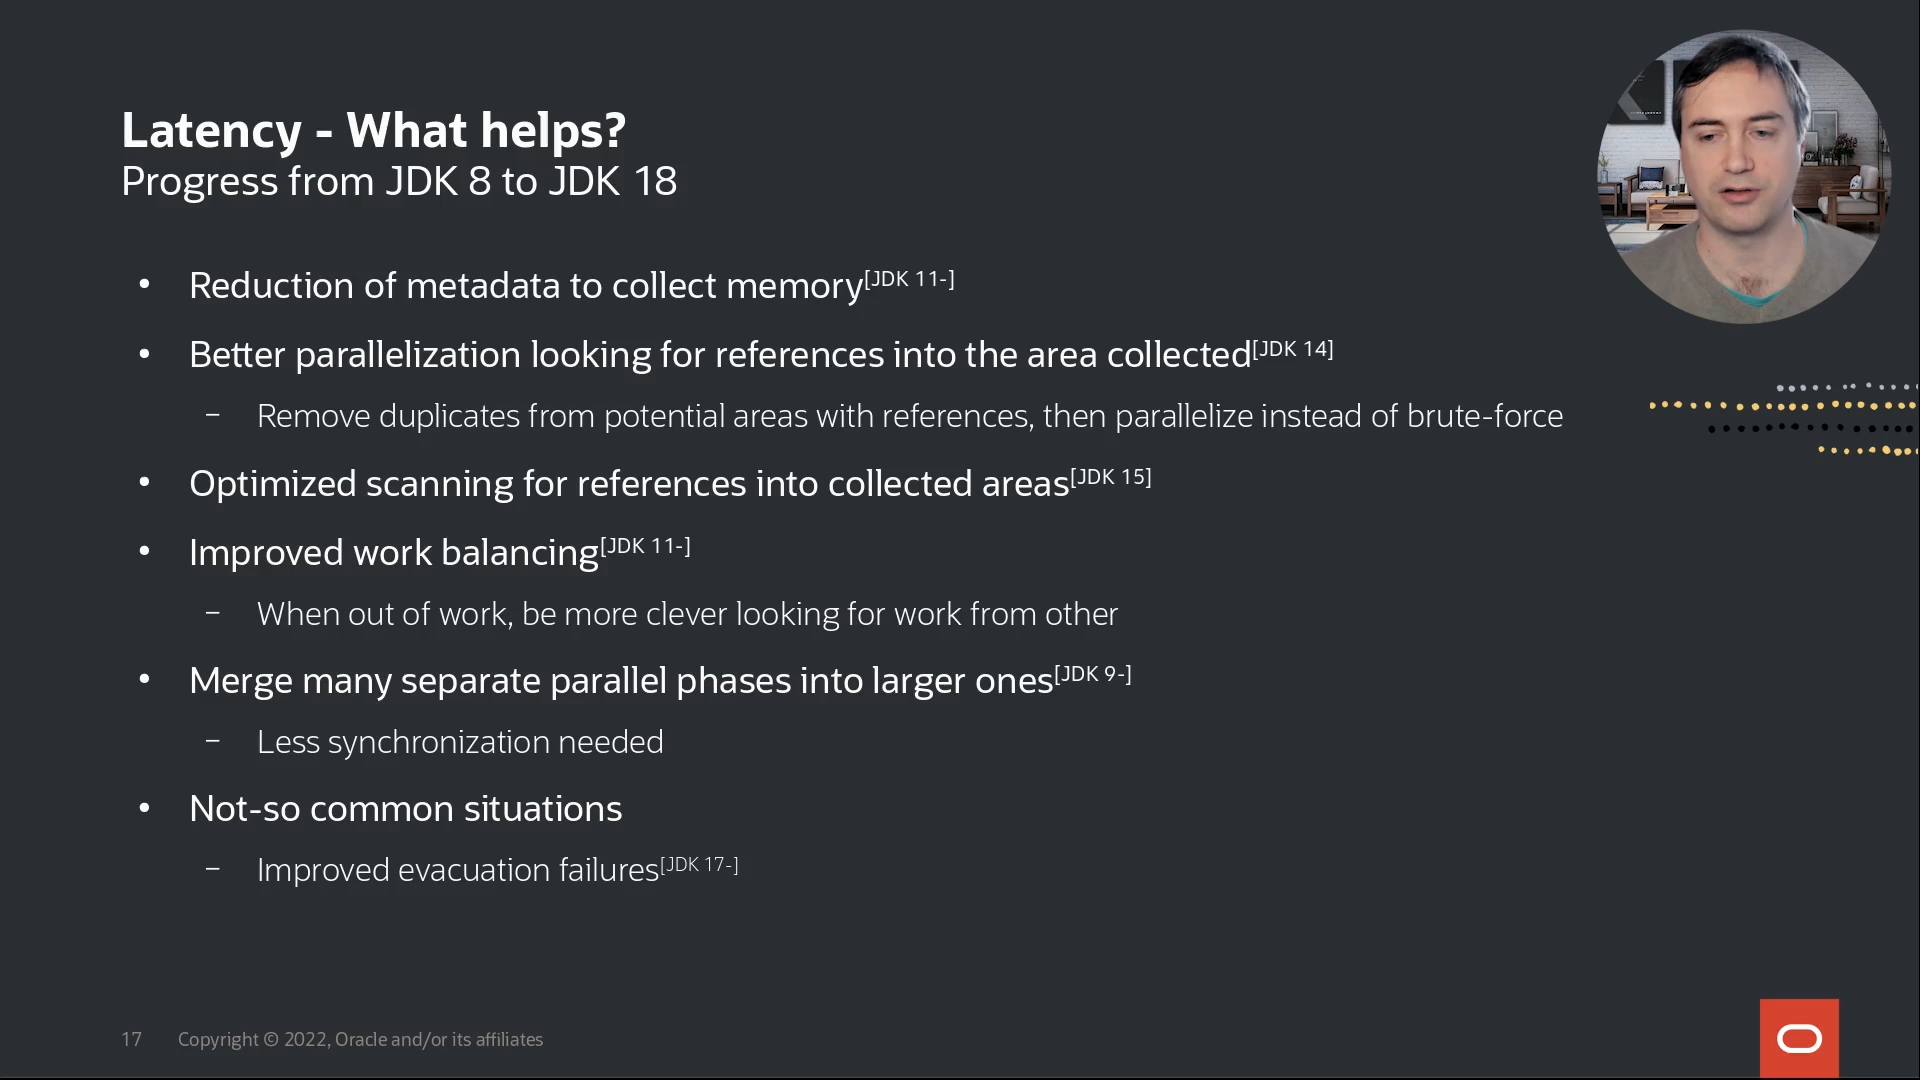 Latency - What helps?
Progress from JDK 8 to JDK 18
• Reduction of metadata to collect memory[JDK 11-]
• Better parallelization looking for references into the area collected[JDK 14]
– Remove duplicates from potential areas with references, then parallelize instead of brute-force
• Optimized scanning for references into collected areas[JDK 15]
• Improved work balancing[JDK 11-]
– When out of work, be more clever looking for work from other
• Merge many separate parallel phases into larger ones[JDK 9-]
– Less synchronization needed
• Not-so common situations
– Improved evacuation failures[JDK 17-]
17 Copyright © 2022, Oracle and/or its affiliates